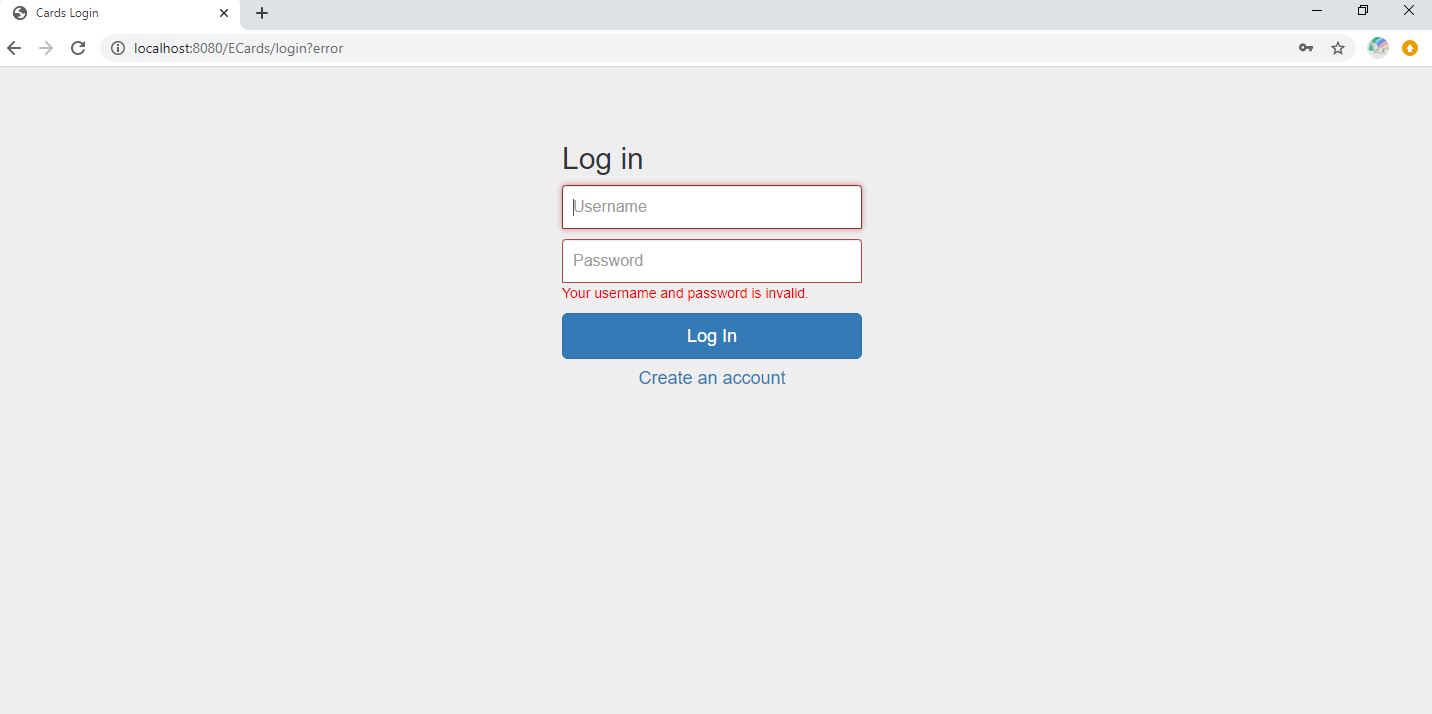 Cards Login
localhost:8080/ECards/login?error
Log in
Username
Password
Your username and password is invalid.
Log In
Create an account